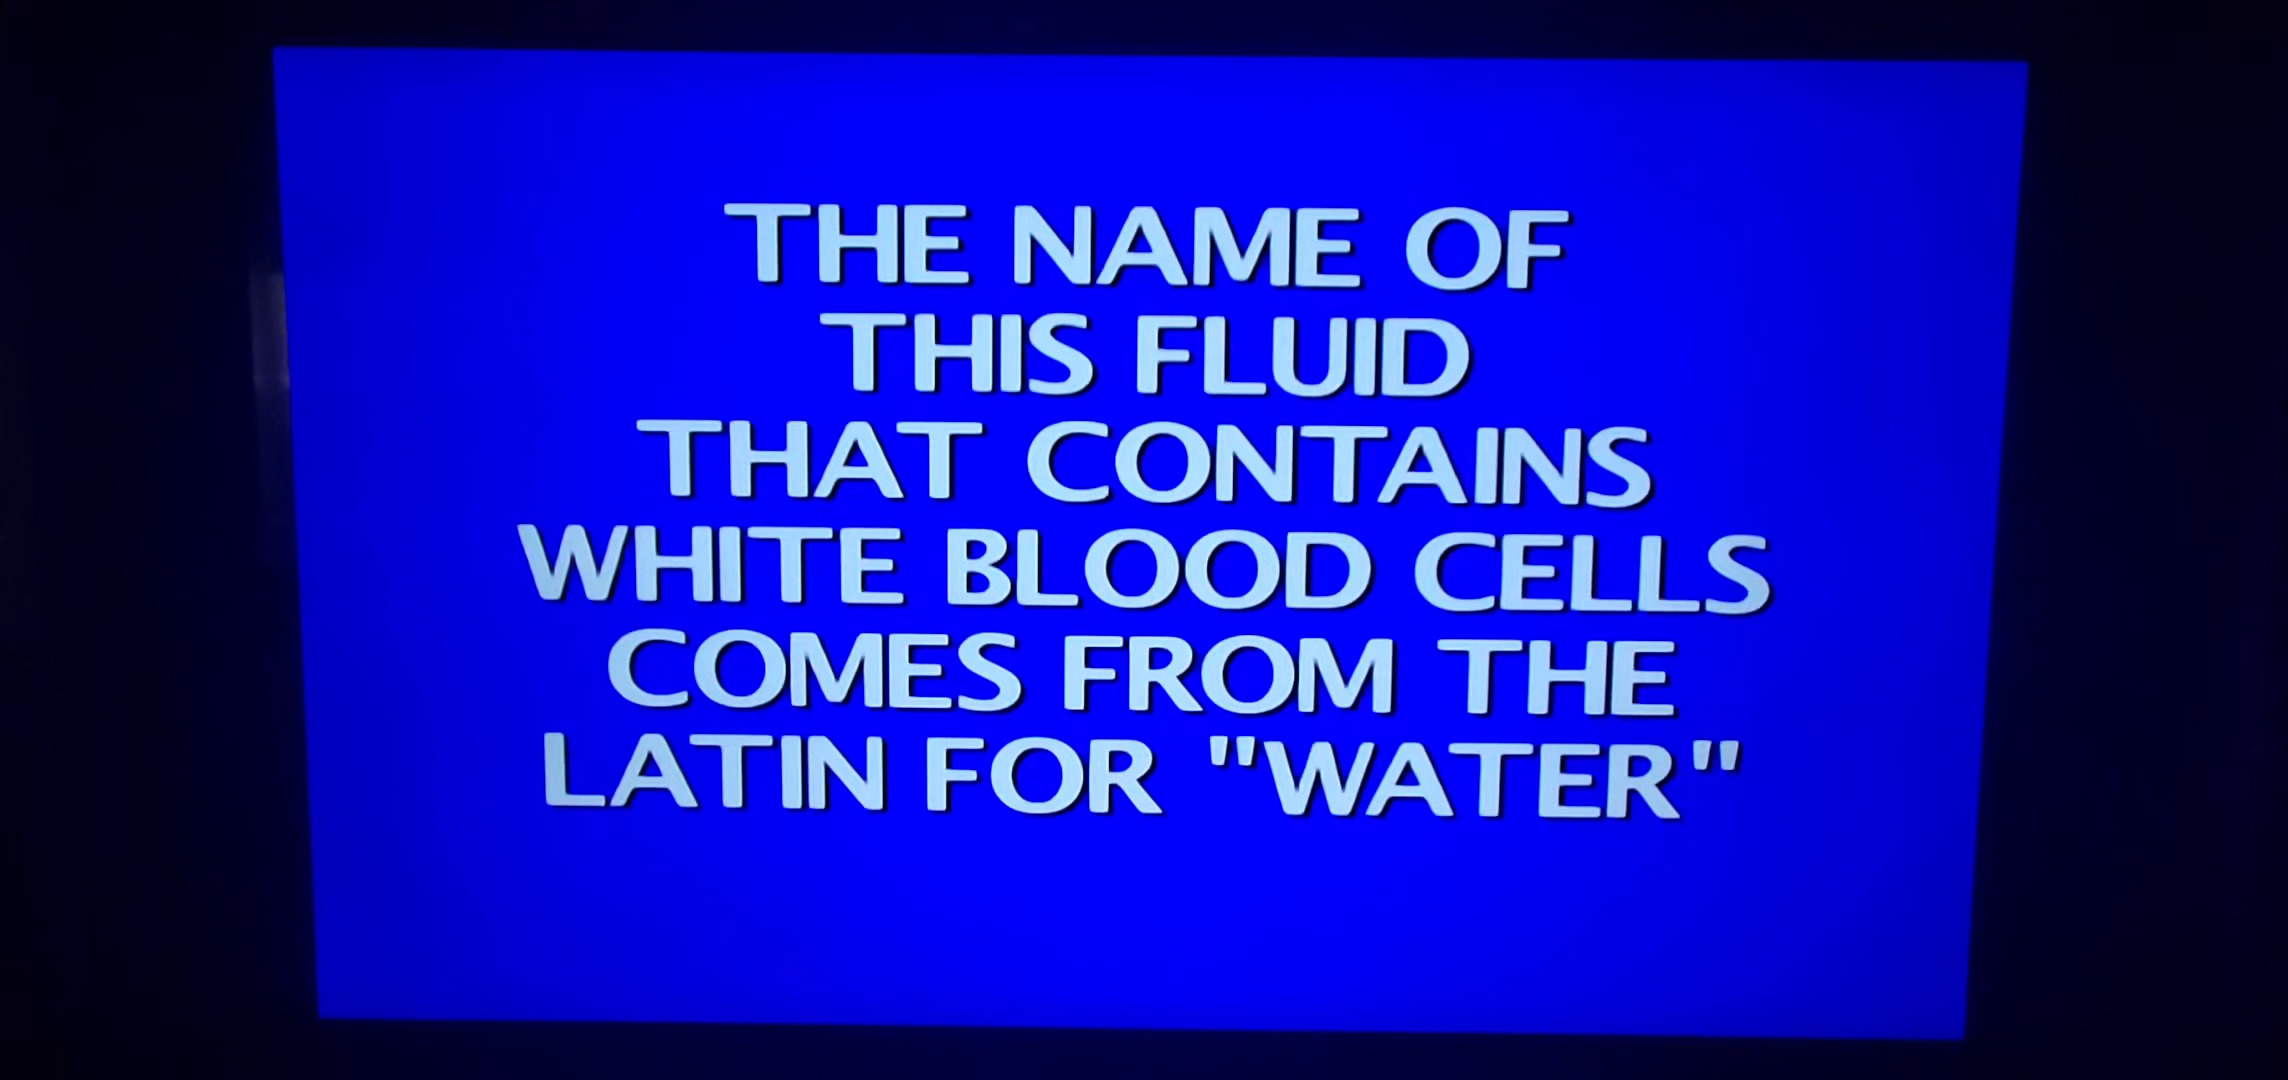 THE NAME OF
THIS FLUID
THAT CONTAINS
WHITE BLOOD CELLS
COMES FROM THE
LATIN FOR "WATER"